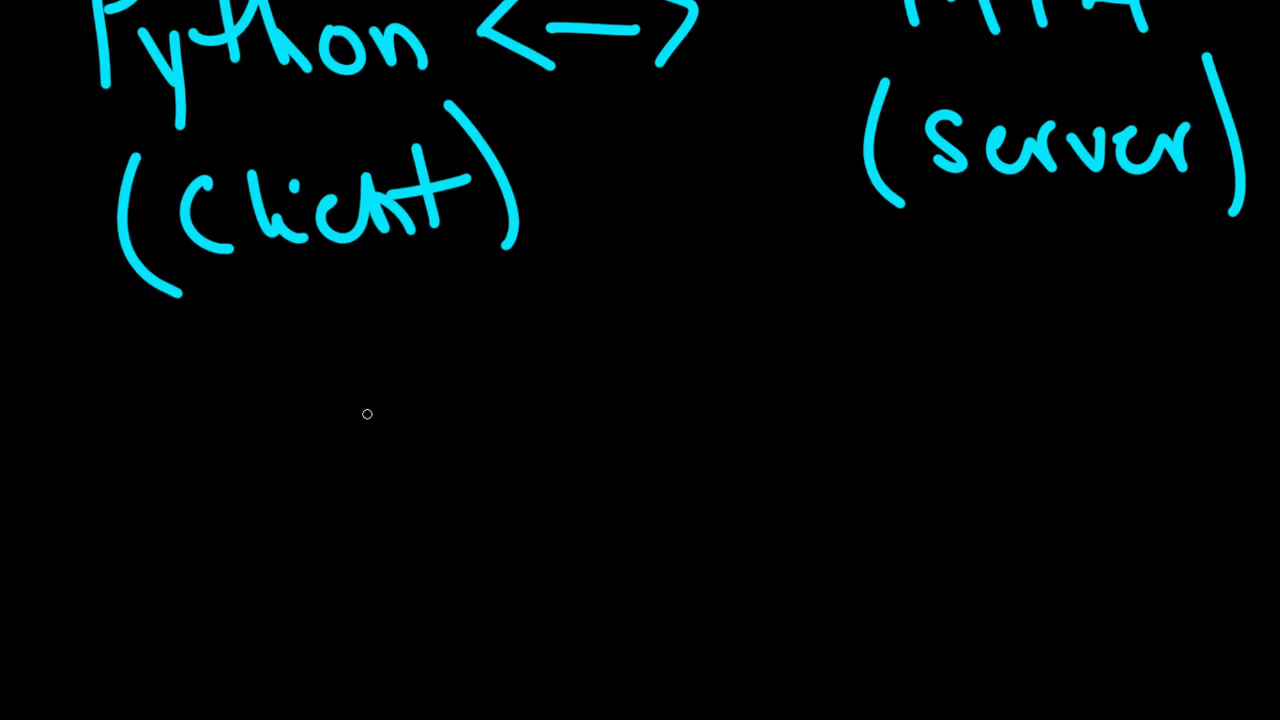 Python <->
(Client) (Server)